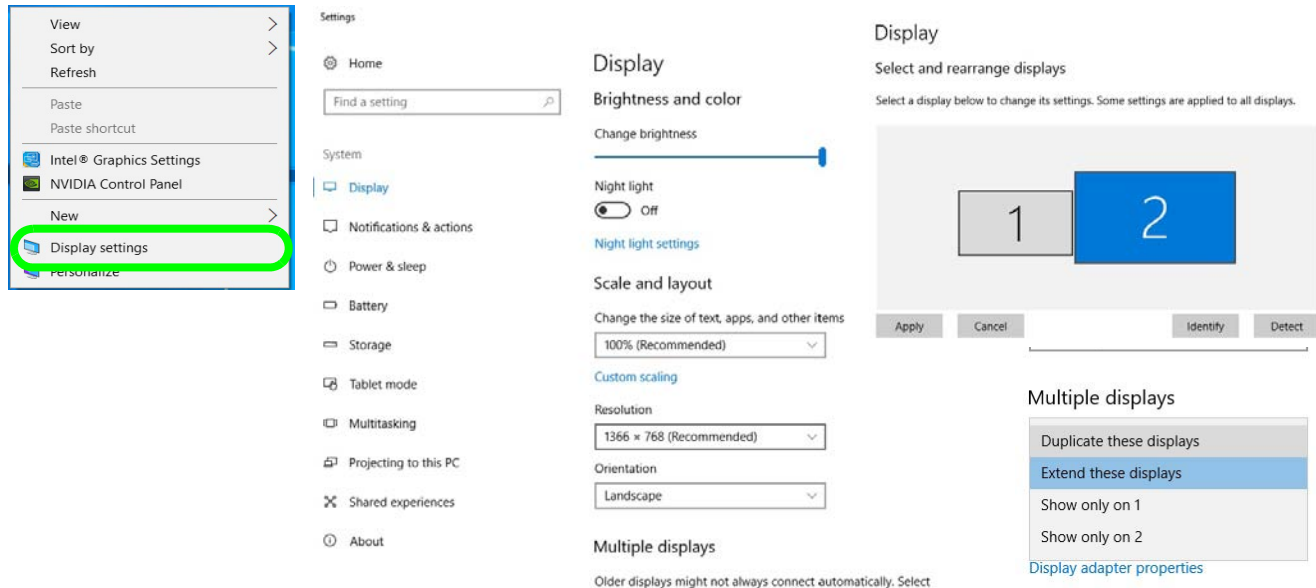 View
Sort by
Refresh
Paste
Paste shortcut
Intel® Graphics Settings
NVIDIA Control Panel
New
Display settings
Personalize
Settings
Home
Find a setting
System
Display
Notifications & actions
Power & sleep
Battery
Storage
Tablet mode
Multitasking
Projecting to this PC
Shared experiences
About
Display
Brightness and color
Change brightness
Night light
Off
Night light settings
Scale and layout
Change the size of text, apps, and other items
100% (Recommended)
Custom scaling
Resolution
1366 × 768 (Recommended)
Orientation
Landscape
Multiple displays
Older displays might not always connect automatically. Select
Display
Select and rearrange displays
Select a display below to change its settings. Some settings are applied to all displays.
1
2
Apply Cancel Identify Detect
Multiple displays
Duplicate these displays
Extend these displays
Show only on 1
Show only on 2
Display adapter properties